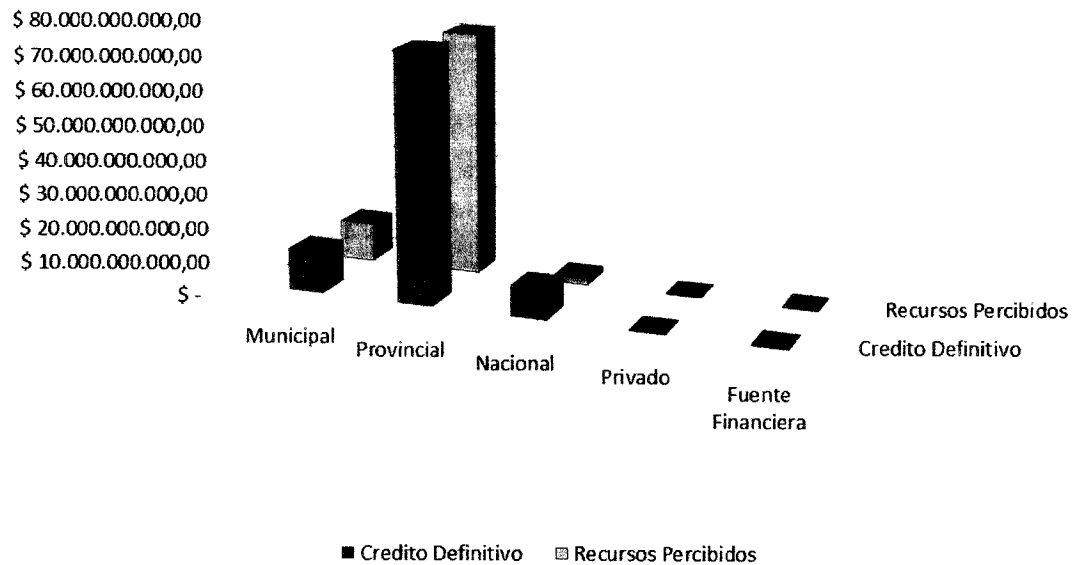 $ 80.000.000.000,00
$ 70.000.000.000,00
$ 60.000.000.000,00
$ 50.000.000.000,00
$ 40.000.000.000,00
$ 30.000.000.000,00
$ 20.000.000.000,00
$ 10.000.000.000,00
$ -
Municipal
Provincial
Nacional
Privado
Fuente
Financiera
Recursos Percibidos
Credito Definitivo
Credito Definitivo
Recursos Percibidos